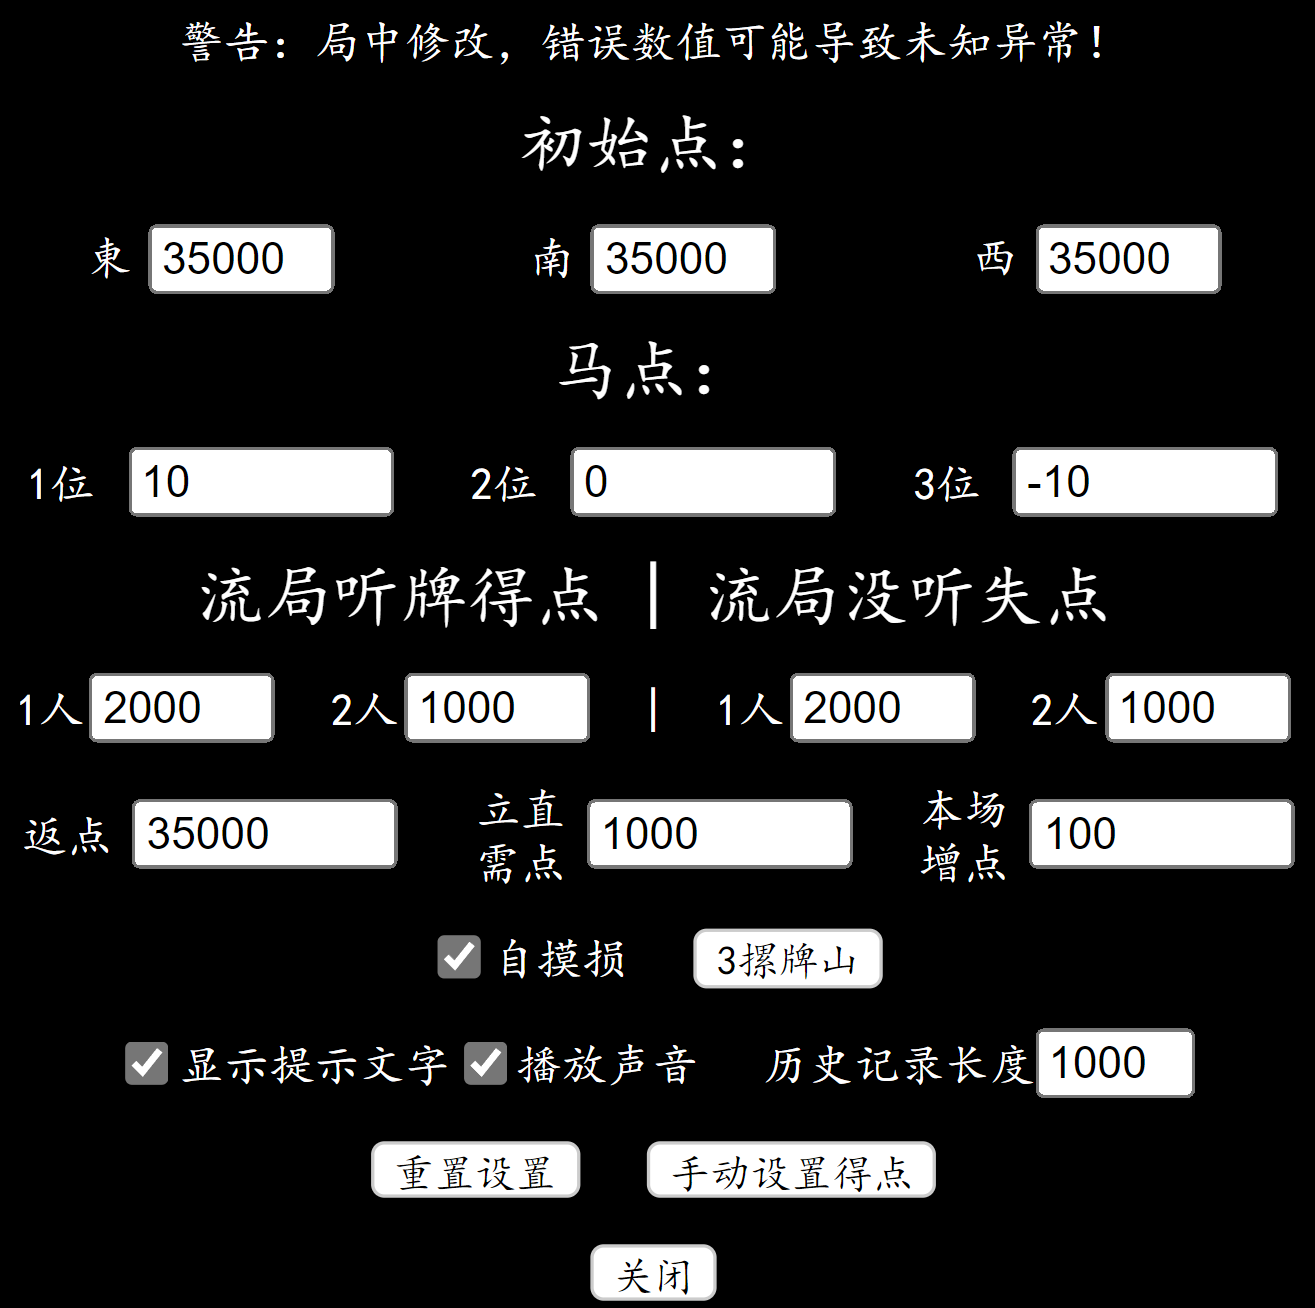 警告：局中修改，错误数值可能导致未知异常！
初始点：
東 35000 南 35000 西 35000
马点：
1位 10 2位 0 3位 -10
流局听牌得点 | 流局没听失点
1人 2000 2人 1000 | 1人 2000 2人 1000
返点 35000 立直需点 1000 本场增点 100
自摸损 3摞牌山
显示提示文字 播放声音 历史记录长度 1000
重置设置 手动设置得点
关闭